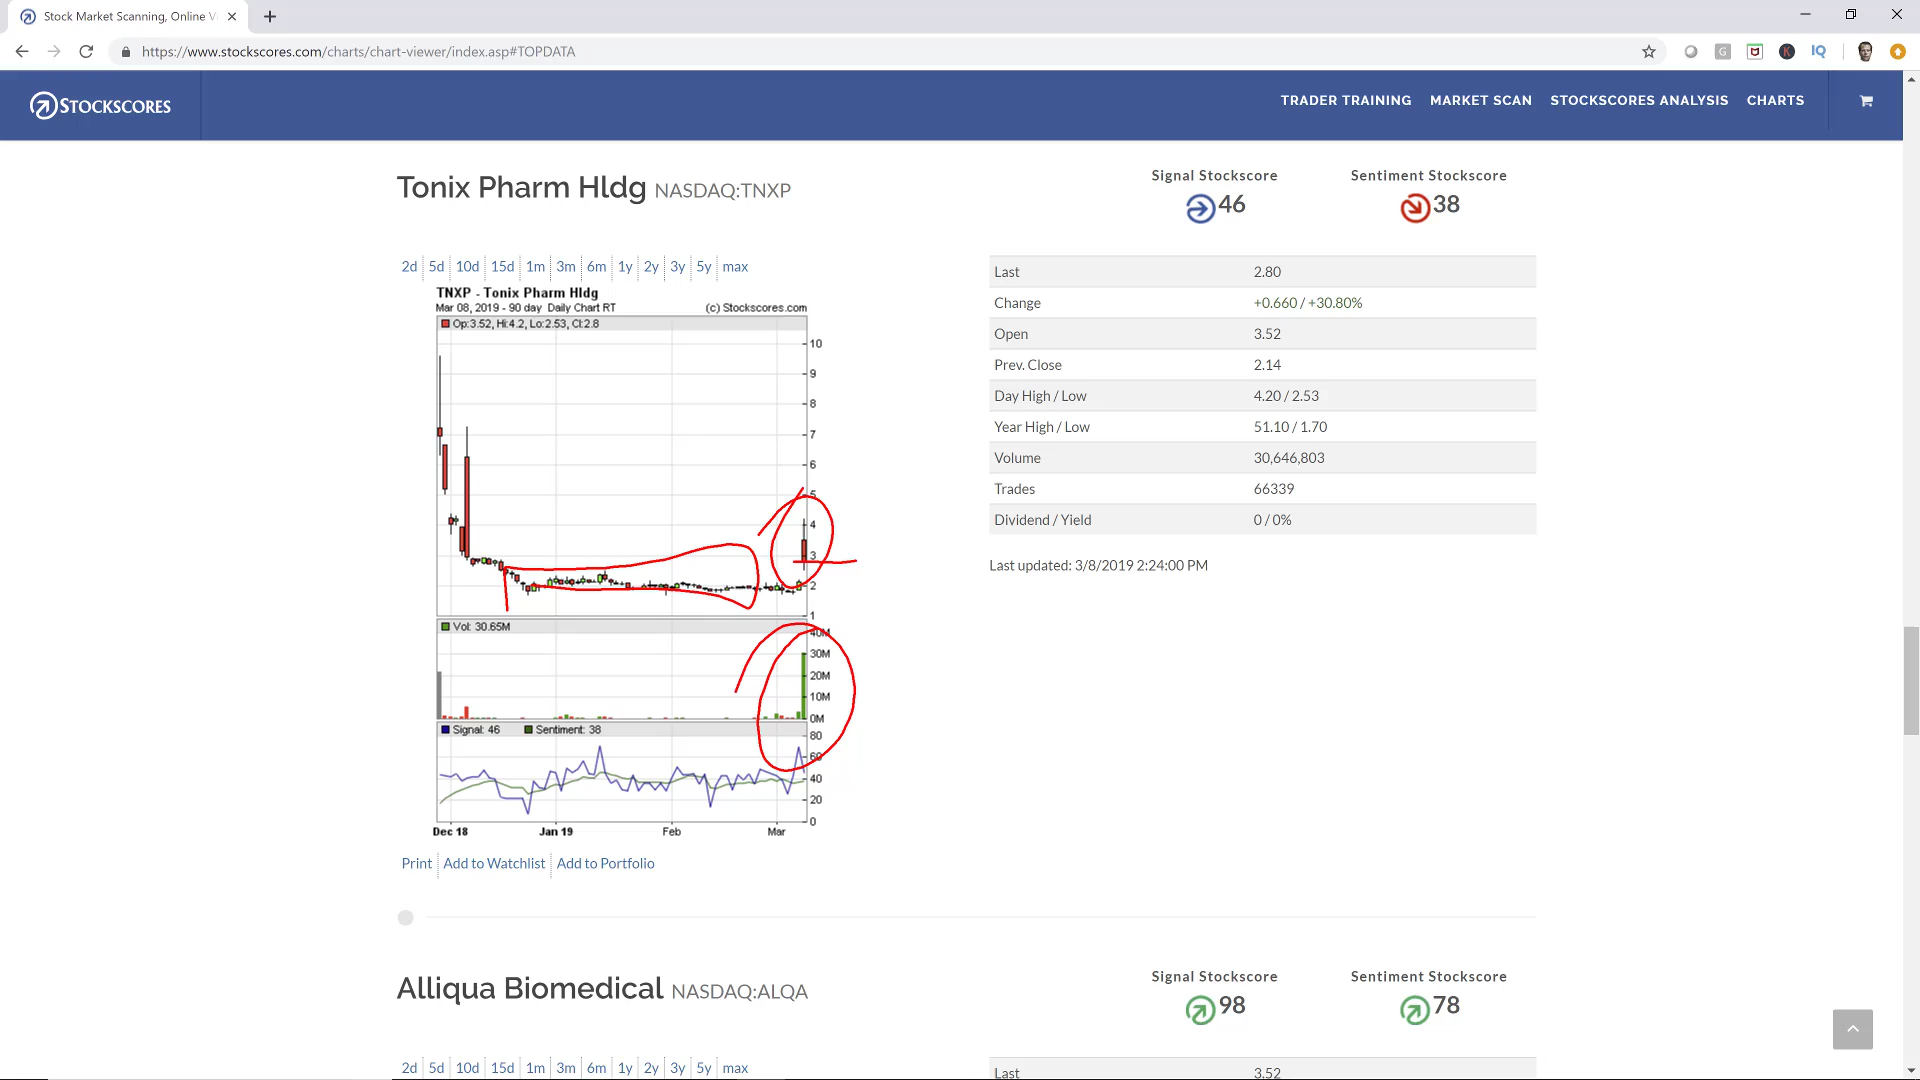 Stock Market Scanning, Online V
https://www.stockscores.com/charts/chart-viewer/index.asp#TOPDATA
G
K
IQ
STOCKSCORES
TRADER TRAINING
MARKET SCAN
STOCKSCORES ANALYSIS
CHARTS
Tonix Pharm Hldg NASDAQ:TNXP
Signal Stockscore
46
Sentiment Stockscore
38
2d 5d 10d 15d 1m 3m 6m 1y 2y 3y 5y max
TNXP - Tonix Pharm Hldg
Mar 08, 2019 - 90 day Daily Chart RT
(c) Stockscores.com
Op:3.52, Hi:4.2, Lo:2.53, Cl:2.8
10
9
8
7
6
5
4
3
2
1
Vol: 30.65M
40M
30M
20M
10M
0M
Signal: 46
Sentiment: 38
80
60
40
20
0
Dec 18
Jan 19
Feb
Mar
Last 2.80
Change +0.660 / +30.80%
Open 3.52
Prev. Close 2.14
Day High / Low 4.20 / 2.53
Year High / Low 51.10 / 1.70
Volume 30,646,803
Trades 66339
Dividend / Yield 0 / 0%
Last updated: 3/8/2019 2:24:00 PM
Print Add to Watchlist Add to Portfolio
Alliqua Biomedical NASDAQ:ALQA
Signal Stockscore
98
Sentiment Stockscore
78
2d 5d 10d 15d 1m 3m 6m 1y 2y 3y 5y max
Last 3.52